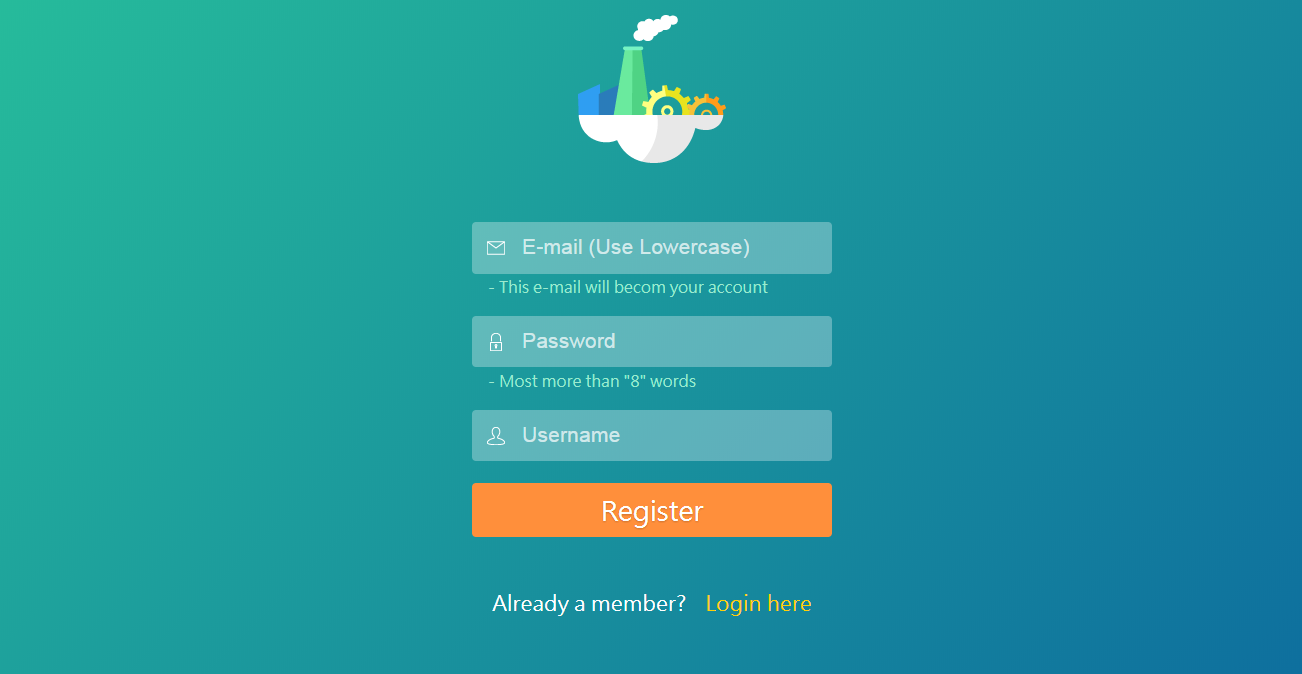 E-mail (Use Lowercase)
- This e-mail will becom your account
Password
- Most more than "8" words
Username
Register
Already a member? Login here